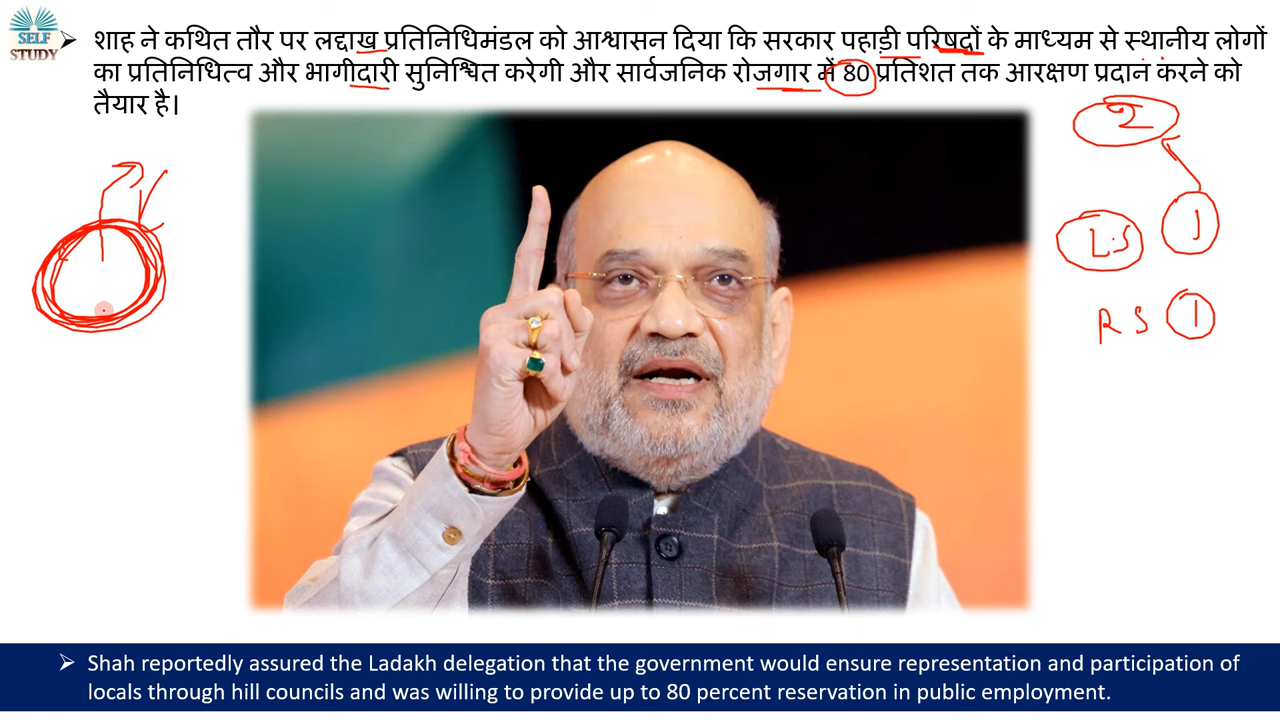 SELF
STUDY
➢ शाह ने कथित तौर पर लद्दाख प्रतिनिधिमंडल को आश्वासन दिया कि सरकार पहाड़ी परिषदों के माध्यम से स्थानीय लोगों
का प्रतिनिधित्व और भागीदारी सुनिश्चित करेगी और सार्वजनिक रोजगार में 80 प्रतिशत तक आरक्षण प्रदान करने को
तैयार है।
2
L.S 1
R S 1
➢ Shah reportedly assured the Ladakh delegation that the government would ensure representation and participation of
locals through hill councils and was willing to provide up to 80 percent reservation in public employment.